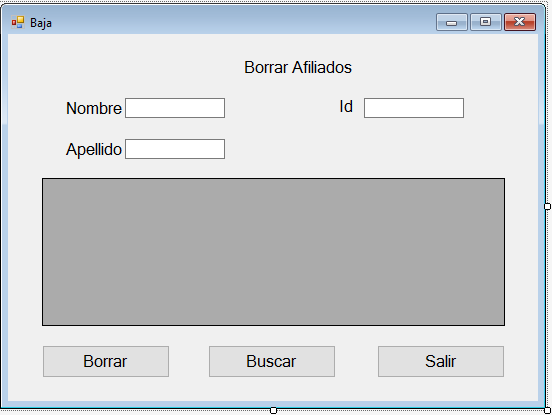 Baja
Borrar Afiliados
Nombre
Id
Apellido
Borrar
Buscar
Salir